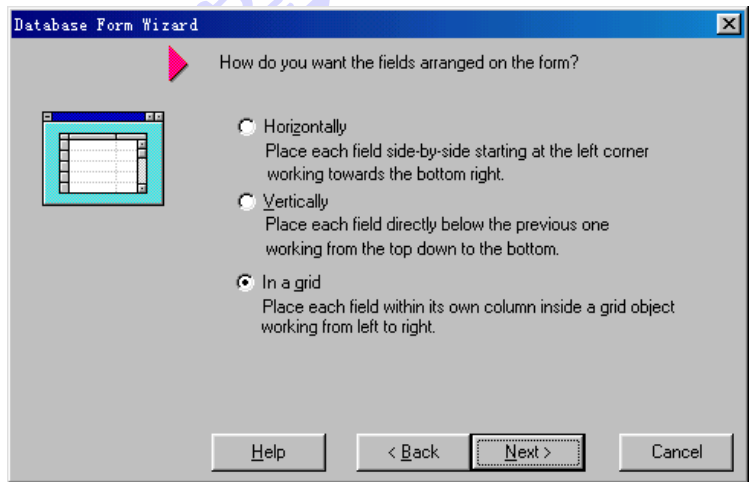 Database Form Wizard
How do you want the fields arranged on the form?
Horizontally
Place each field side-by-side starting at the left corner
working towards the bottom right.
Vertically
Place each field directly below the previous one
working from the top down to the bottom.
In a grid
Place each field within its own column inside a grid object
working from left to right.
Help
< Back
Next >
Cancel